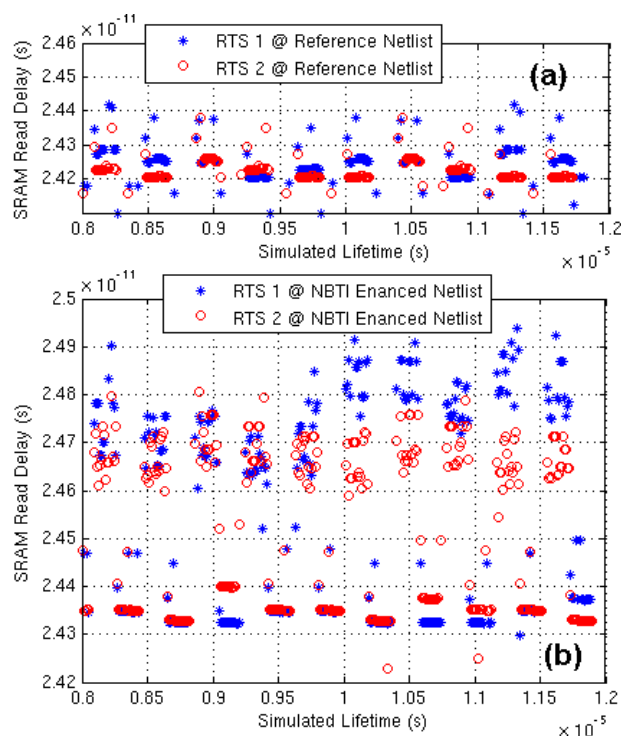 × 10⁻¹¹
2.46
2.45
2.44
2.43
2.42
SRAM Read Delay (s)
RTS 1 @ Reference Netlist
RTS 2 @ Reference Netlist
(a)
0.8 0.85 0.9 0.95 1 1.05 1.1 1.15 1.2
Simulated Lifetime (s)
× 10⁻⁵
× 10⁻¹¹
2.5
2.49
2.48
2.47
2.46
2.45
2.44
2.43
2.42
SRAM Read Delay (s)
RTS 1 @ NBTI Enanced Netlist
RTS 2 @ NBTI Enanced Netlist
(b)
0.8 0.85 0.9 0.95 1 1.05 1.1 1.15 1.2
Simulated Lifetime (s)
× 10⁻⁵